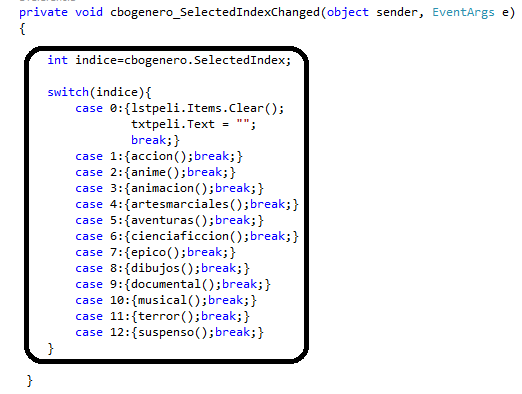 private void cbogenero_SelectedIndexChanged(object sender, EventArgs e)
{
int indice=cbogenero.SelectedIndex;
switch(indice){
case 0:{lstpeli.Items.Clear();
txtpeli.Text = "";
break;}
case 1:{accion();break;}
case 2:{anime();break;}
case 3:{animacion();break;}
case 4:{artesmarciales();break;}
case 5:{aventuras();break;}
case 6:{cienciaficcion();break;}
case 7:{epico();break;}
case 8:{dibujos();break;}
case 9:{documental();break;}
case 10:{musical();break;}
case 11:{terror();break;}
case 12:{suspenso();break;}
}
}